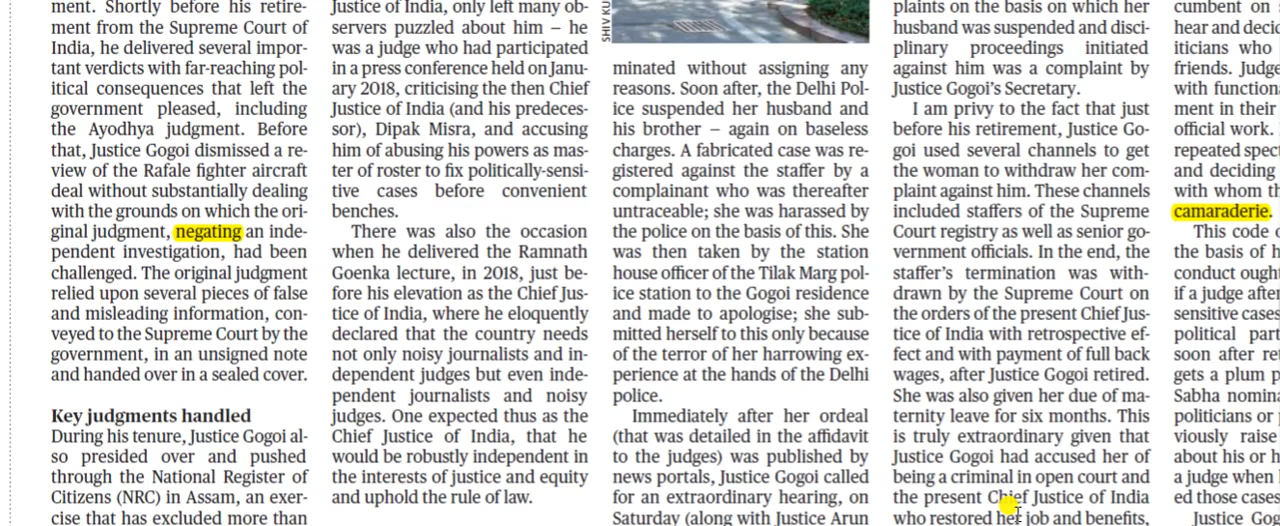 ment. Shortly before his retire-
ment from the Supreme Court of
India, he delivered several impor-
tant verdicts with far-reaching pol-
itical consequences that left the
government pleased, including
the Ayodhya judgment. Before
that, Justice Gogoi dismissed a re-
view of the Rafale fighter aircraft
deal without substantially dealing
with the grounds on which the ori-
ginal judgment, negating an inde-
pendent investigation, had been
challenged. The original judgment
relied upon several pieces of false
and misleading information, con-
veyed to the Supreme Court by the
government, in an unsigned note
and handed over in a sealed cover.
Key judgments handled
During his tenure, Justice Gogoi al-
so presided over and pushed
through the National Register of
Citizens (NRC) in Assam, an exer-
cise that has excluded more than
Justice of India, only left many ob-
servers puzzled about him – he
was a judge who had participated
in a press conference held on Janu-
ary 2018, criticising the then Chief
Justice of India (and his predeces-
sor), Dipak Misra, and accusing
him of abusing his powers as mas-
ter of roster to fix politically-sensi-
tive cases before convenient
benches.
There was also the occasion
when he delivered the Ramnath
Goenka lecture, in 2018, just be-
fore his elevation as the Chief Jus-
tice of India, where he eloquently
declared that the country needs
not only noisy journalists and in-
dependent judges but even inde-
pendent journalists and noisy
judges. One expected thus as the
Chief Justice of India, that he
would be robustly independent in
the interests of justice and equity
and uphold the rule of law.
SHIV KU
minated without assigning any
reasons. Soon after, the Delhi Pol-
ice suspended her husband and
his brother – again on baseless
charges. A fabricated case was re-
gistered against the staffer by a
complainant who was thereafter
untraceable; she was harassed by
the police on the basis of this. She
was then taken by the station
house officer of the Tilak Marg pol-
ice station to the Gogoi residence
and made to apologise; she sub-
mitted herself to this only because
of the terror of her harrowing ex-
perience at the hands of the Delhi
police.
Immediately after her ordeal
(that was detailed in the affidavit
to the judges) was published by
news portals, Justice Gogoi called
for an extraordinary hearing, on
Saturday (along with Justice Arun
plaints on the basis on which her
husband was suspended and disci-
plinary proceedings initiated
against him was a complaint by
Justice Gogoi's Secretary.
I am privy to the fact that just
before his retirement, Justice Go-
goi used several channels to get
the woman to withdraw her com-
plaint against him. These channels
included staffers of the Supreme
Court registry as well as senior go-
vernment officials. In the end, the
staffer's termination was with-
drawn by the Supreme Court on
the orders of the present Chief Jus-
tice of India with retrospective ef-
fect and with payment of full back
wages, after Justice Gogoi retired.
She was also given her due of ma-
ternity leave for six months. This
is truly extraordinary given that
Justice Gogoi had accused her of
being a criminal in open court and
the present Chief Justice of India
who restored her job and benefits,
cumbent on
hear and decid
iticians who
friends. Judge
with function
ment in their
official work.
repeated spect
and deciding
with whom th
camaraderie.
This code o
the basis of h
conduct ought
if a judge after
sensitive cases
political part
soon after ret
gets a plum p
Sabha nomina
politicians or
viously raise
about his or h
a judge when
ed those cases
Justice Gog